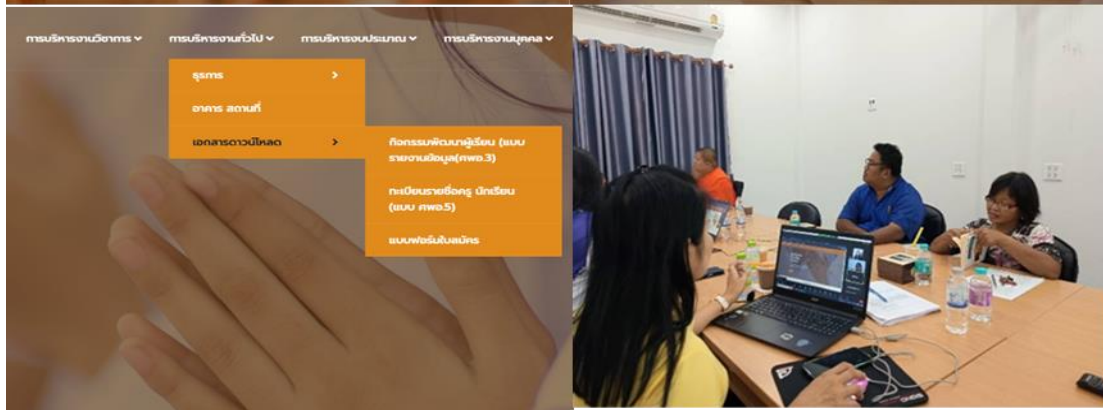 การบริหารงานวิชาการ
การบริหารงานทั่วไป
การบริหารงบประมาณ
การบริหารงานบุคคล
ธุรการ
อาคาร สถานที่
เอกสารดาวน์โหลด
กิจกรรมพัฒนาผู้เรียน (แบบ
รายงานข้อมูล(ศพอ.3)
ทะเบียนรายชื่อครู นักเรียน
(แบบ ศพอ.5)
แบบฟอร์มใบสมัคร